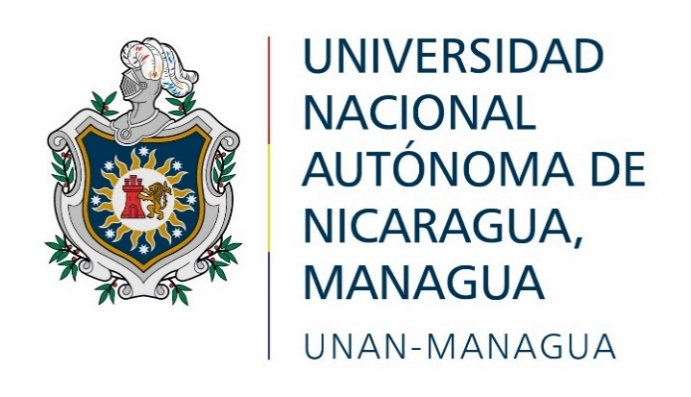 UNIVERSIDAD
NACIONAL
AUTÓNOMA DE
NICARAGUA,
MANAGUA
UNAN-MANAGUA